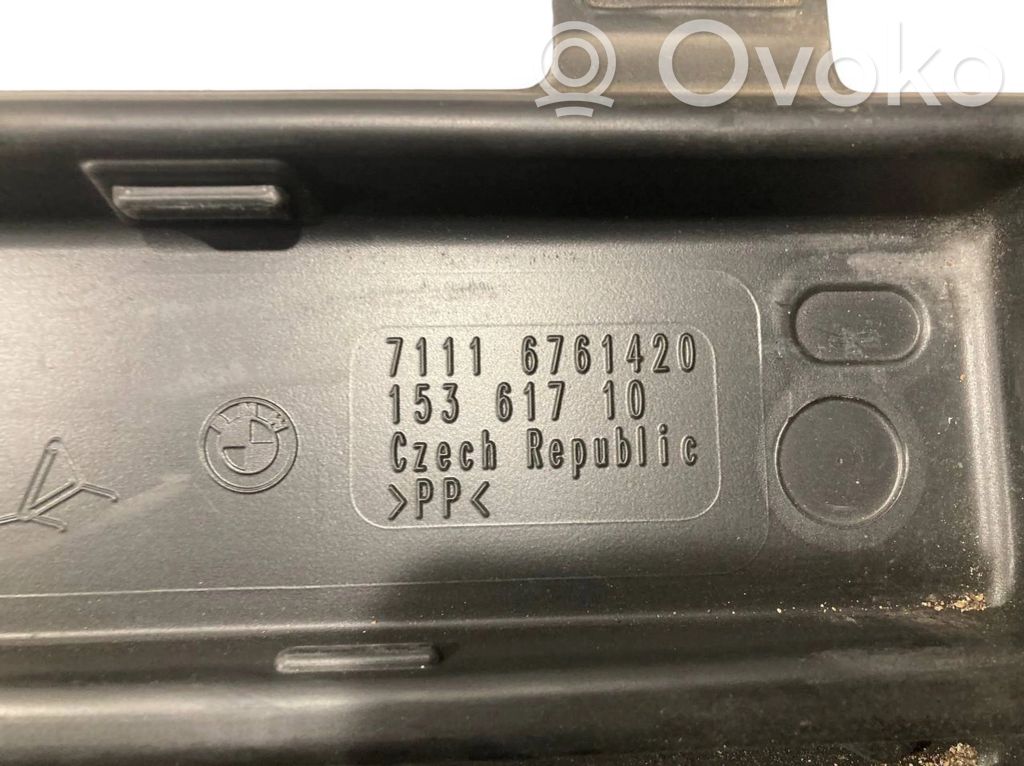 Ovoko
7111 6761420
153 617 10
Czech Republic
>PP<